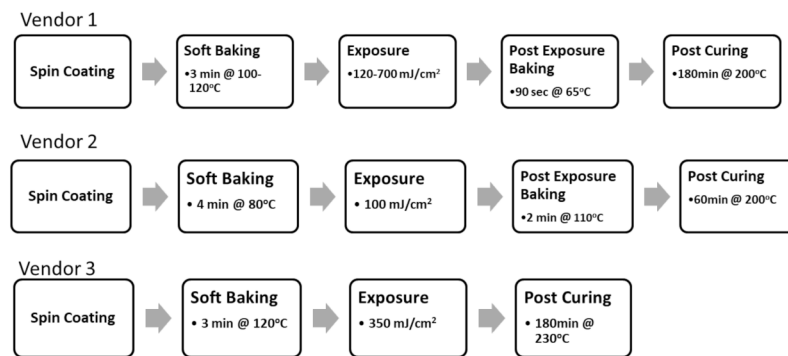 Vendor 1
Spin Coating
Soft Baking
•3 min @ 100-
120°C
Exposure
•120-700 mJ/cm²
Post Exposure
Baking
•90 sec @ 65°C
Post Curing
•180min @ 200°C
Vendor 2
Spin Coating
Soft Baking
• 4 min @ 80°C
Exposure
• 100 mJ/cm²
Post Exposure
Baking
•2 min @ 110°C
Post Curing
•60min @ 200°C
Vendor 3
Spin Coating
Soft Baking
• 3 min @ 120°C
Exposure
• 350 mJ/cm²
Post Curing
• 180min @
230°C